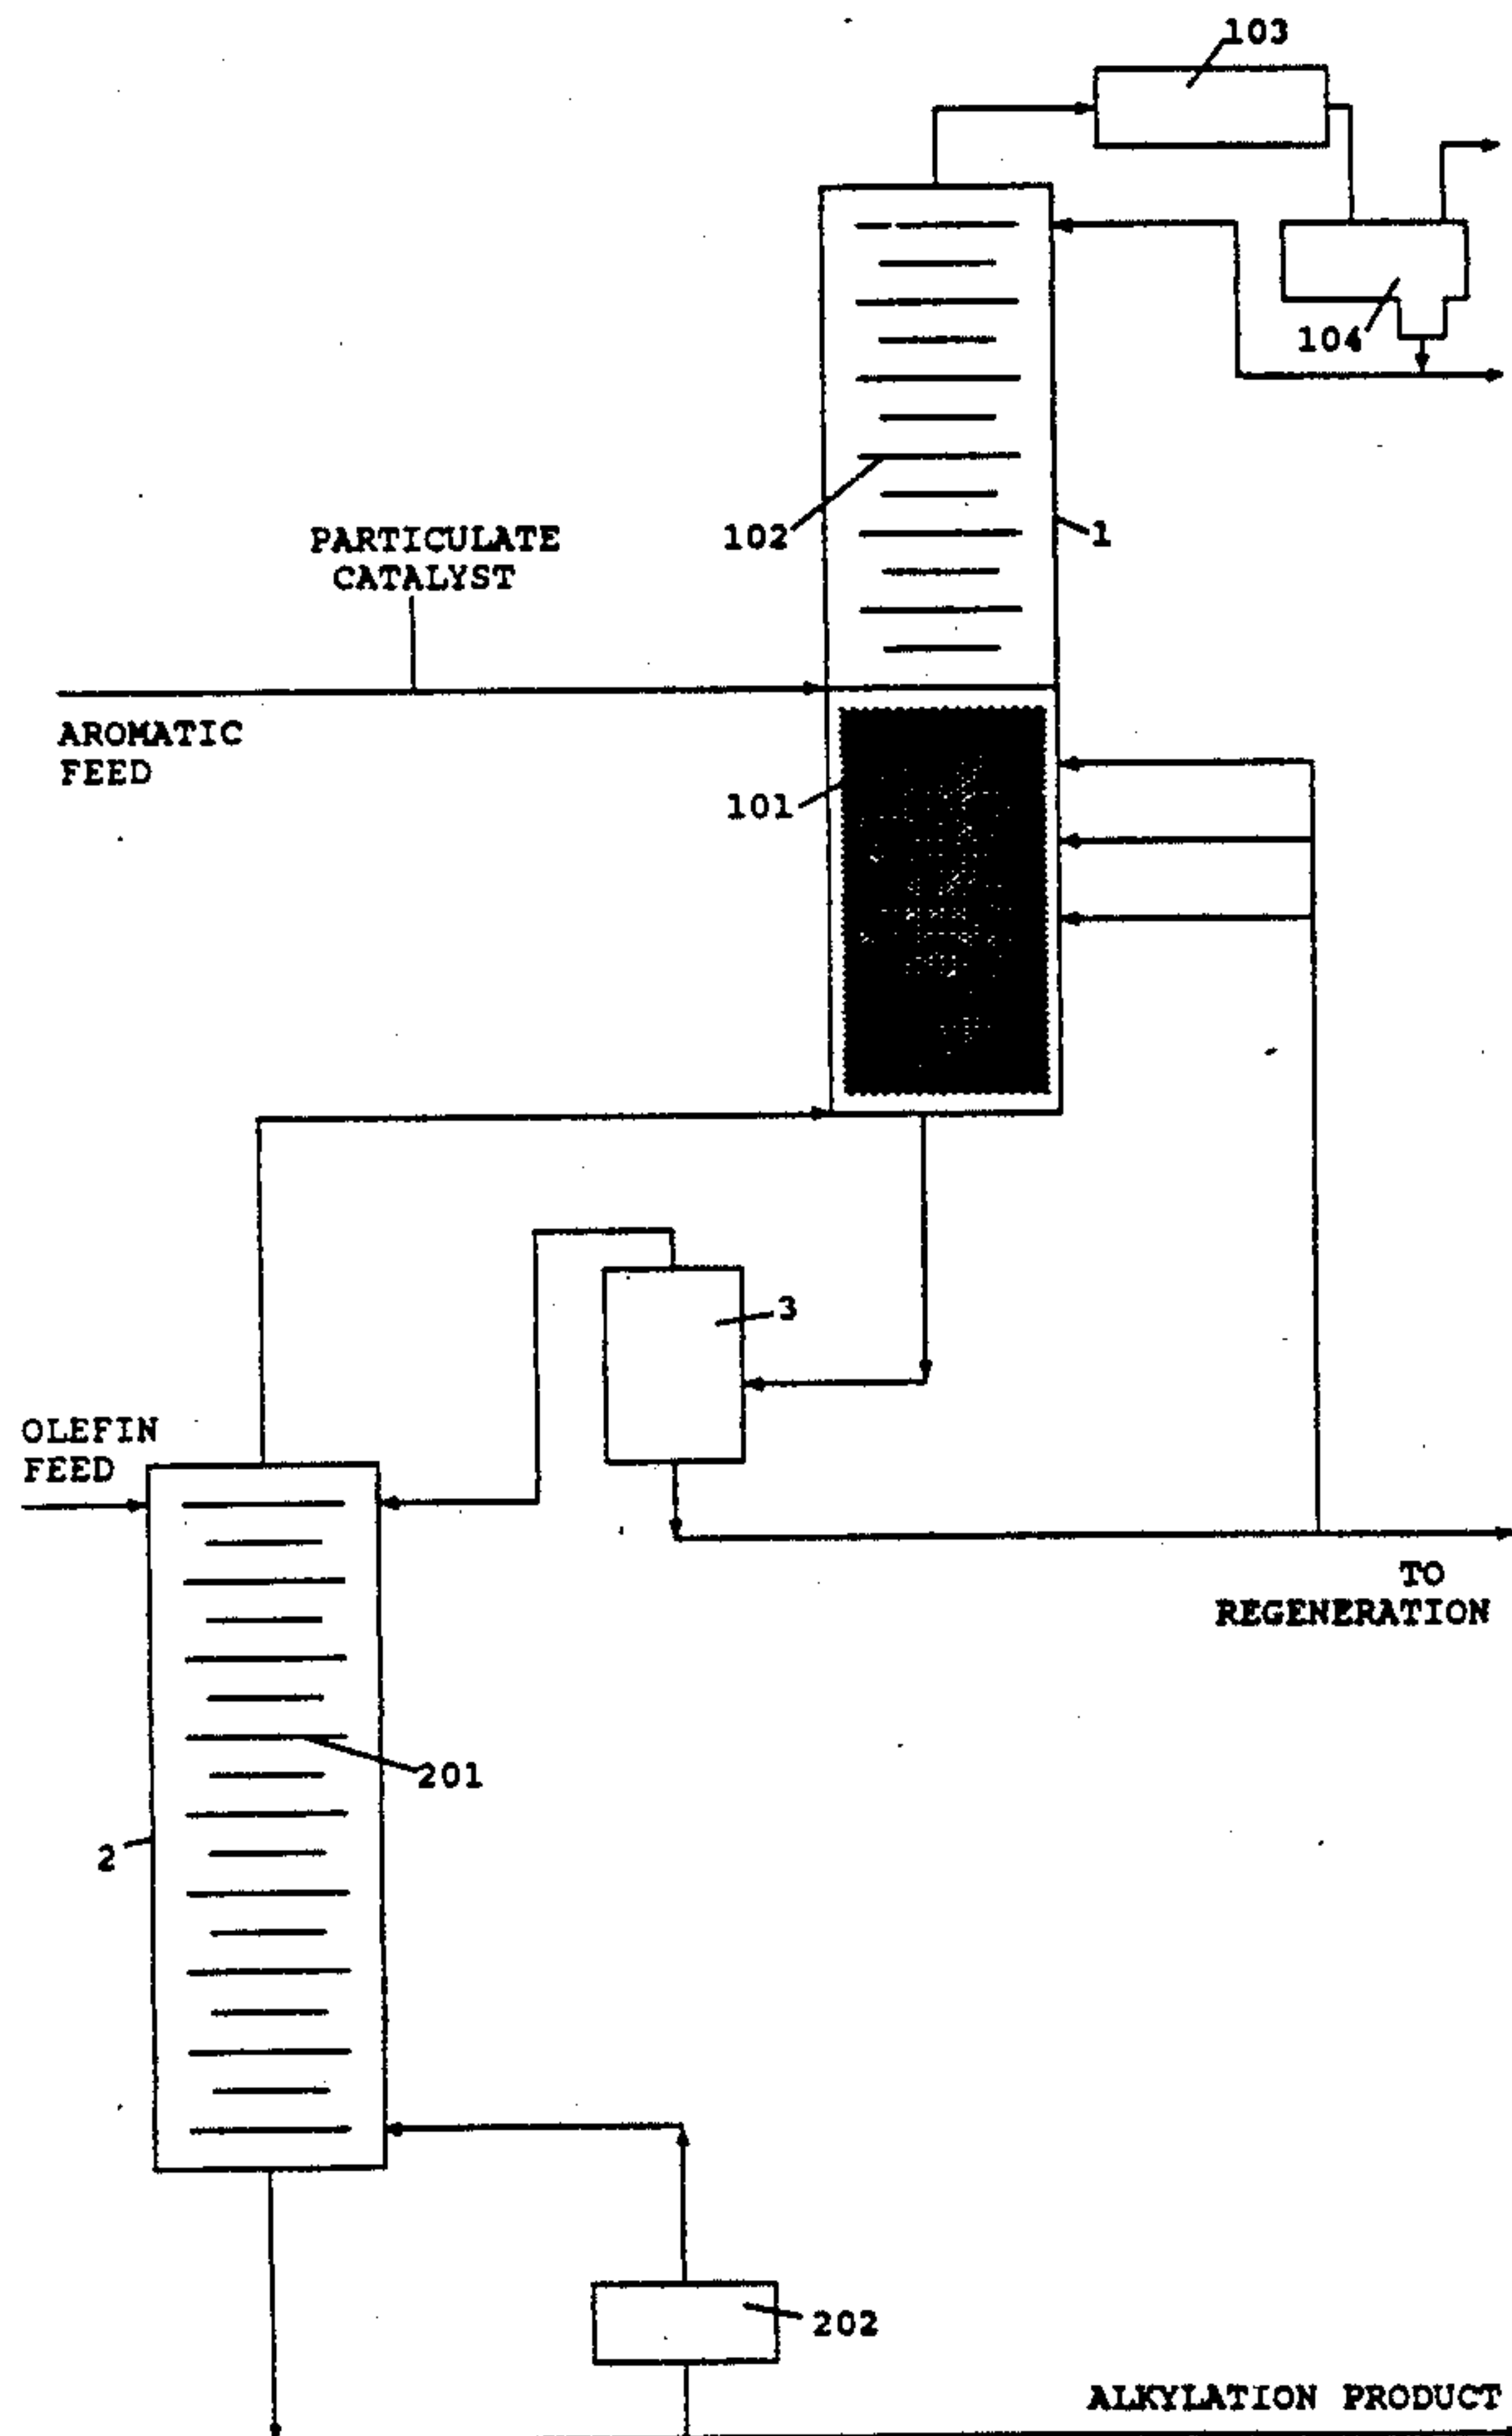 103
104
102
1
PARTICULATE
CATALYST
AROMATIC
FEED
101
3
OLEFIN
FEED
TO
REGENERATION
201
2
202
ALKYLATION PRODUCT